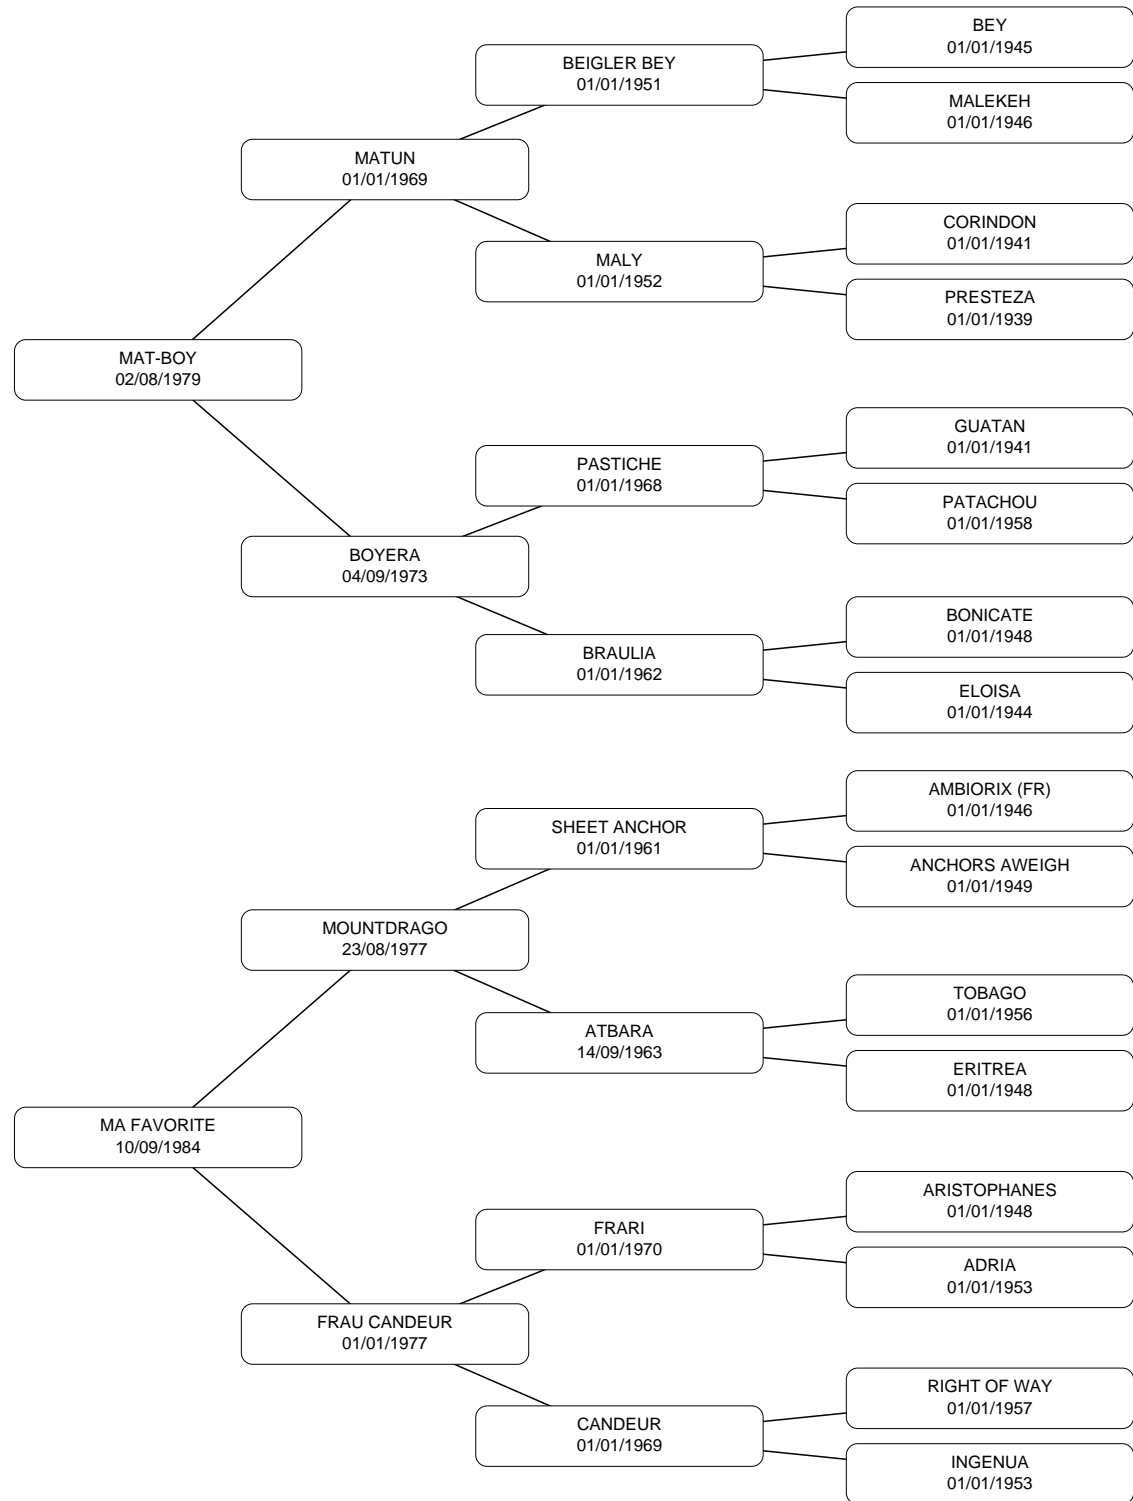 BEY
01/01/1945
BEIGLER BEY
01/01/1951
MALEKEH
01/01/1946
MATUN
01/01/1969
CORINDON
01/01/1941
MALY
01/01/1952
PRESTEZA
01/01/1939
MAT-BOY
02/08/1979
GUATAN
01/01/1941
PASTICHE
01/01/1968
PATACHOU
01/01/1958
BOYERA
04/09/1973
BONICATE
01/01/1948
BRAULIA
01/01/1962
ELOISA
01/01/1944
AMBIORIX (FR)
01/01/1946
SHEET ANCHOR
01/01/1961
ANCHORS AWEIGH
01/01/1949
MOUNTDRAGO
23/08/1977
TOBAGO
01/01/1956
ATBARA
14/09/1963
ERITREA
01/01/1948
MA FAVORITE
10/09/1984
ARISTOPHANES
01/01/1948
FRARI
01/01/1970
ADRIA
01/01/1953
FRAU CANDEUR
01/01/1977
RIGHT OF WAY
01/01/1957
CANDEUR
01/01/1969
INGENUA
01/01/1953